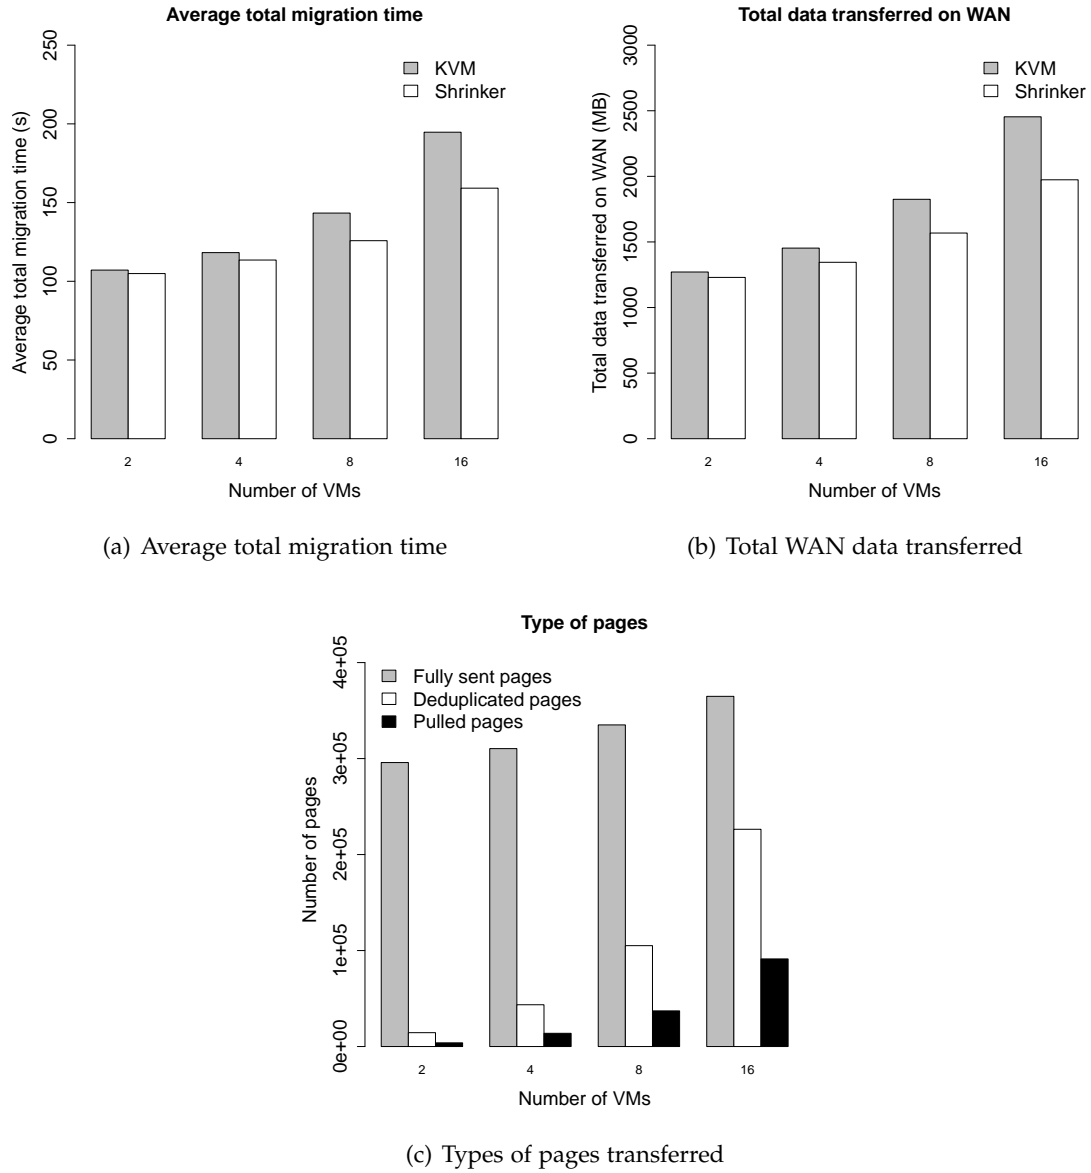 Average total migration time
Average total migration time (s)
250
200
150
100
50
0
KVM
Shrinker
2 4 8 16
Number of VMs
(a) Average total migration time
Total data transferred on WAN
Total data transferred on WAN (MB)
3000
2500
2000
1500
1000
500
0
KVM
Shrinker
2 4 8 16
Number of VMs
(b) Total WAN data transferred
Type of pages
Number of pages
4e+05
3e+05
2e+05
1e+05
0e+00
Fully sent pages
Deduplicated pages
Pulled pages
2 4 8 16
Number of VMs
(c) Types of pages transferred